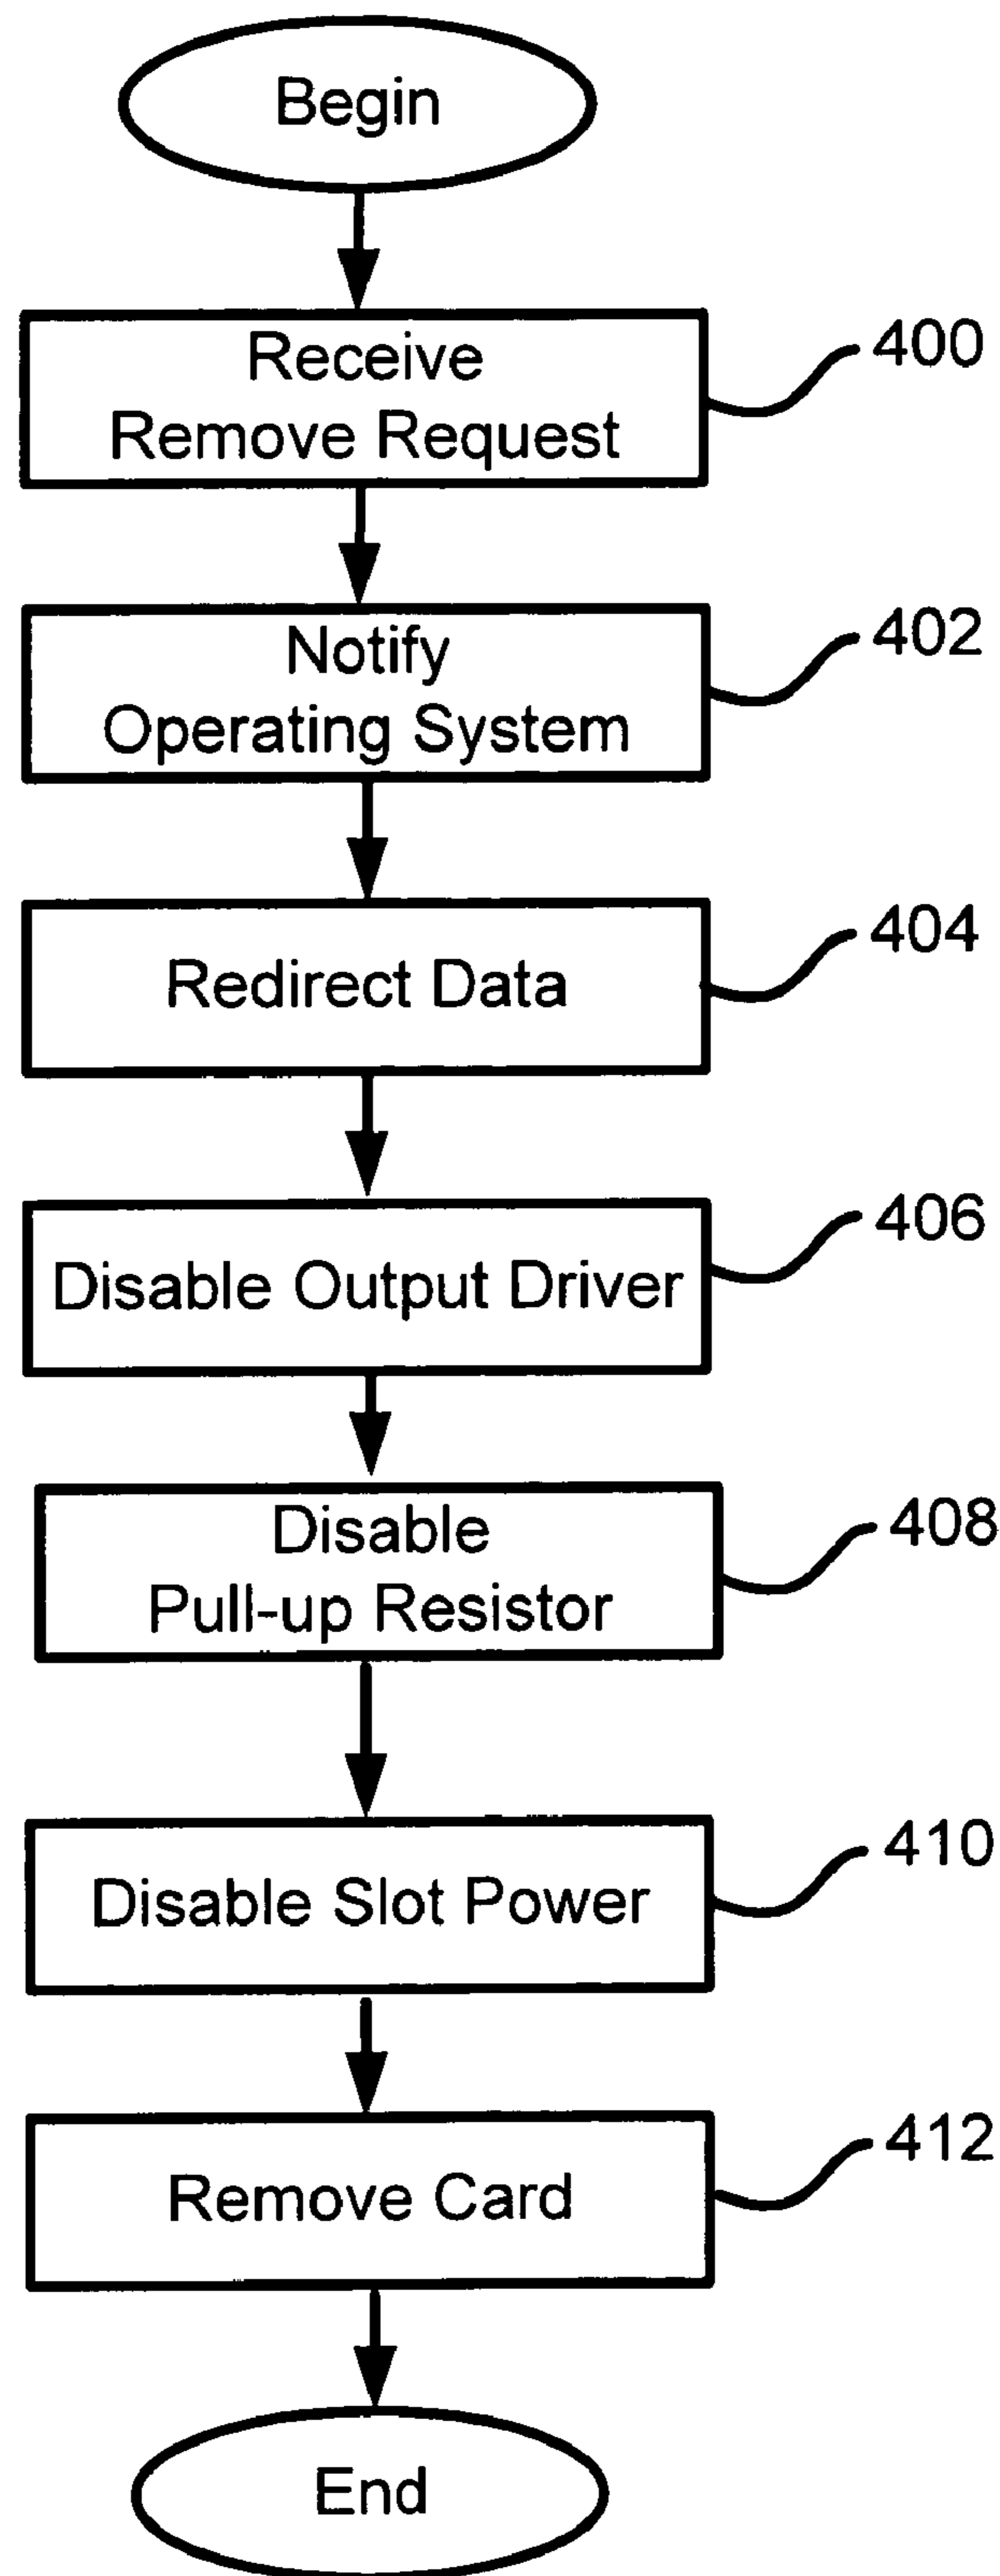 Begin
Receive
Remove Request
400
Notify
Operating System
402
Redirect Data
404
Disable Output Driver
406
Disable
Pull-up Resistor
408
Disable Slot Power
410
Remove Card
412
End